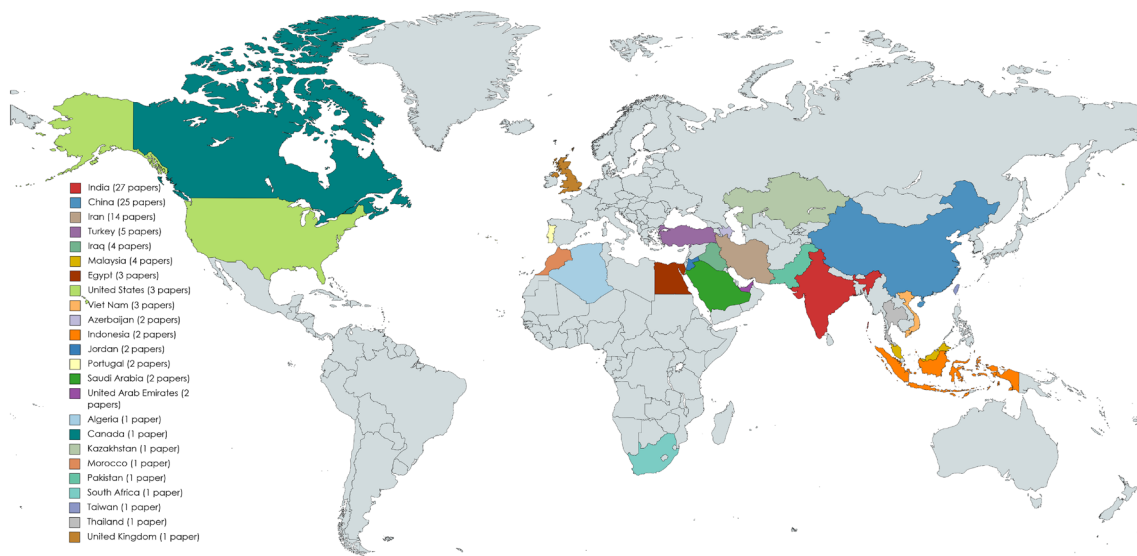 India (27 papers)
China (25 papers)
Iran (14 papers)
Turkey (5 papers)
Iraq (4 papers)
Malaysia (4 papers)
Egypt (3 papers)
United States (3 papers)
Viet Nam (3 papers)
Azerbaijan (2 papers)
Indonesia (2 papers)
Jordan (2 papers)
Portugal (2 papers)
Saudi Arabia (2 papers)
United Arab Emirates (2
papers)
Algeria (1 paper)
Canada (1 paper)
Kazakhstan (1 paper)
Morocco (1 paper)
Pakistan (1 paper)
South Africa (1 paper)
Taiwan (1 paper)
Thailand (1 paper)
United Kingdom (1 paper)